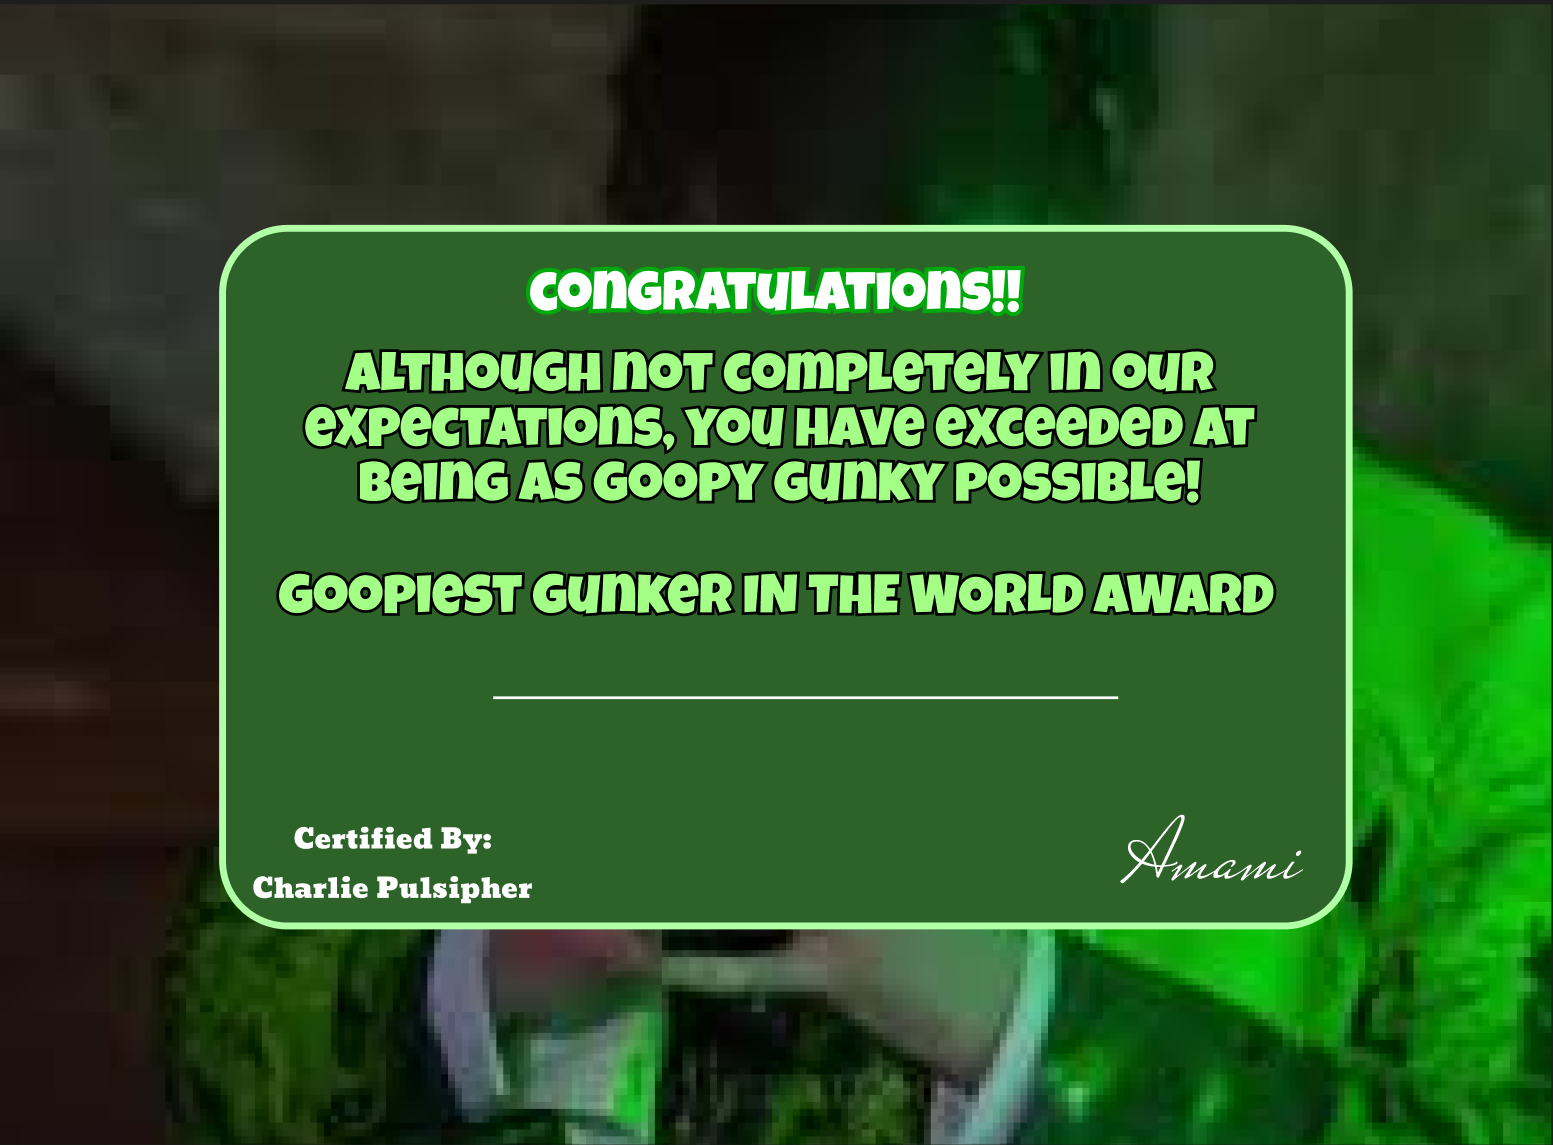 CONGRATULATIONS!!
ALTHOUGH NOT COMPLETELY IN OUR
EXPECTATIONS, YOU HAVE EXCEEDED AT
BEING AS GOOPY GUNKY POSSIBLE!
GOOPIEST GUNKER IN THE WORLD AWARD
Certified By:
Charlie Pulsipher
Amami